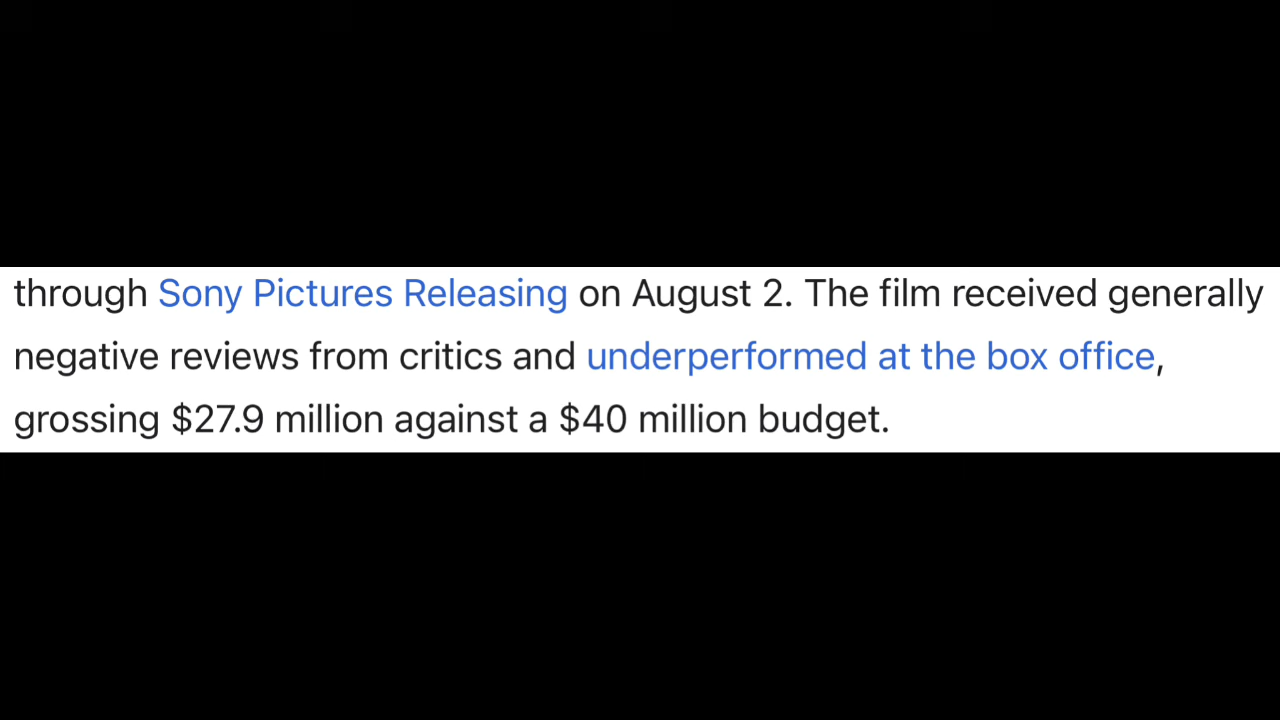 through Sony Pictures Releasing on August 2. The film received generally
negative reviews from critics and underperformed at the box office,
grossing $27.9 million against a $40 million budget.